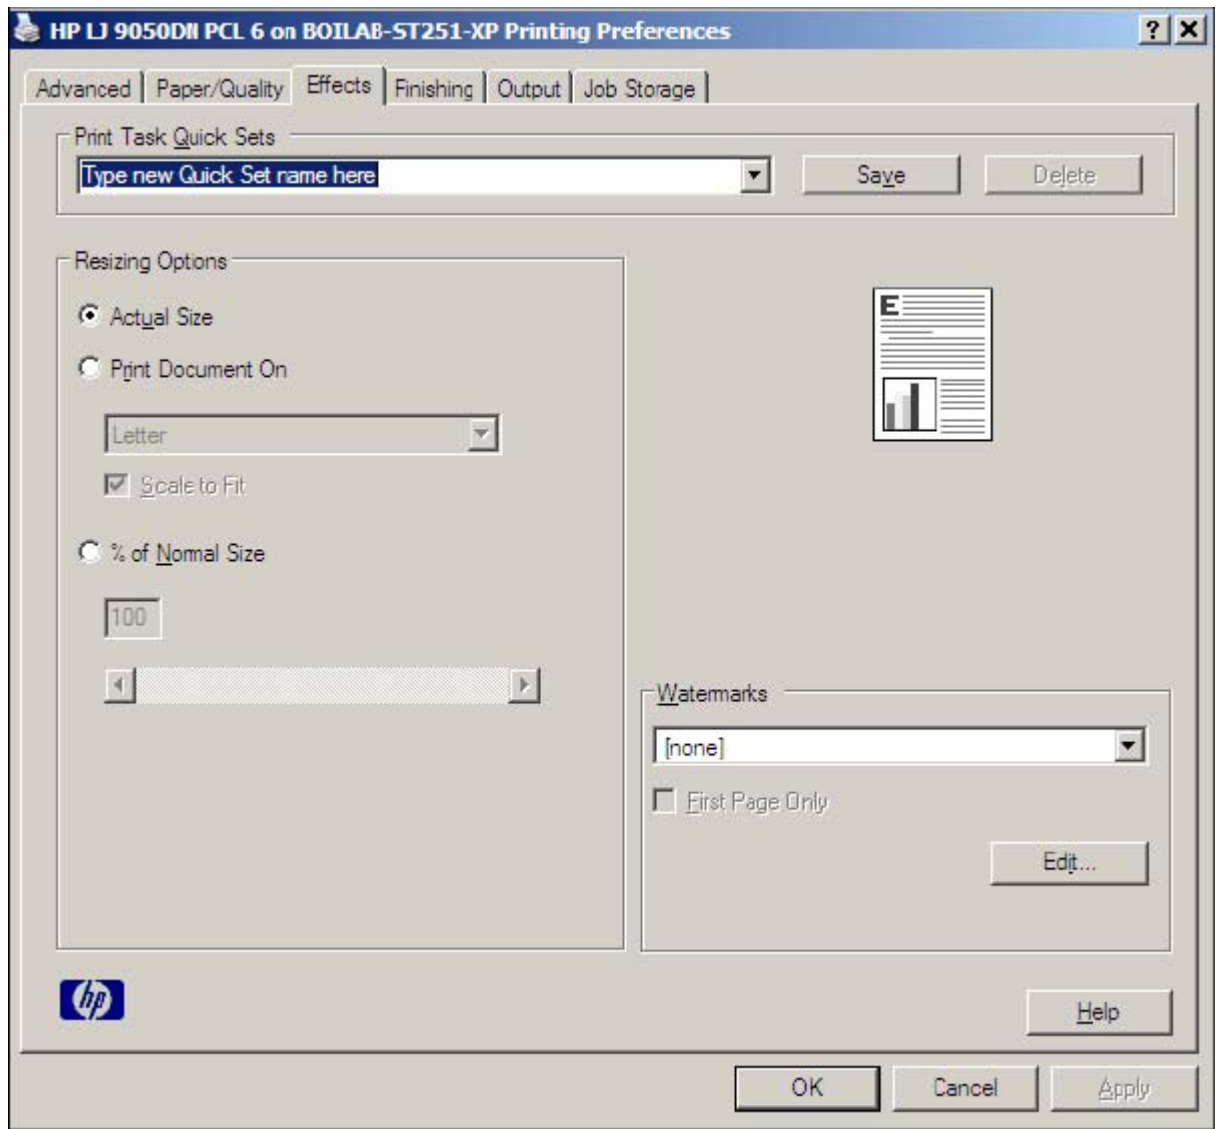 HP LJ 9050DN PCL 6 on BOILAB-ST251-XP Printing Preferences
Advanced Paper/Quality Effects Finishing Output Job Storage
Print Task Quick Sets
Type new Quick Set name here Save Delete
Resizing Options
Actual Size
E
Print Document On
Letter
Scale to Fit
% of Normal Size
100
Watermarks
[none]
First Page Only
Edit...
hp
Help
OK Cancel Apply